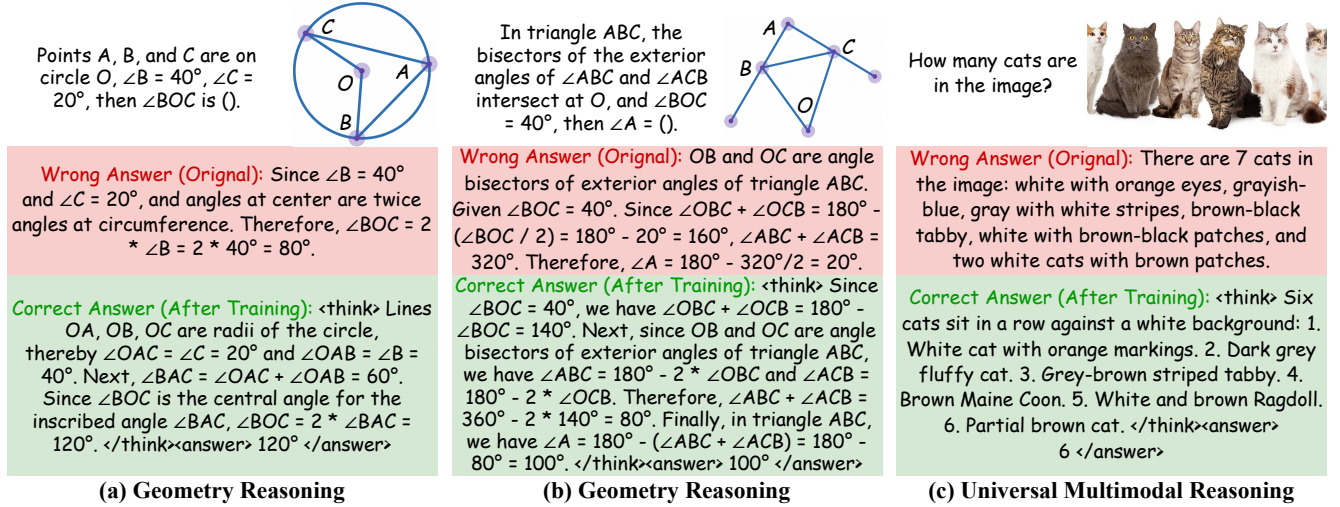 Points A, B, and C are on
circle O, ∠B = 40°, ∠C =
20°, then ∠BOC is ().
C
A
O
B
Wrong Answer (Orignal): Since ∠B = 40°
and ∠C = 20°, and angles at center are twice
angles at circumference. Therefore, ∠BOC = 2
* ∠B = 2 * 40° = 80°.
Correct Answer (After Training): <think> Lines
OA, OB, OC are radii of the circle,
thereby ∠OAC = ∠C = 20° and ∠OAB = ∠B =
40°. Next, ∠BAC = ∠OAC + ∠OAB = 60°.
Since ∠BOC is the central angle for the
inscribed angle ∠BAC, ∠BOC = 2 * ∠BAC =
120°. </think><answer> 120° </answer>
(a) Geometry Reasoning
In triangle ABC, the
bisectors of the exterior
angles of ∠ABC and ∠ACB
intersect at O, and ∠BOC
= 40°, then ∠A = ().
A
C
B
O
Wrong Answer (Orignal): OB and OC are angle
bisectors of exterior angles of triangle ABC.
Given ∠BOC = 40°. Since ∠OBC + ∠OCB = 180° -
(∠BOC / 2) = 180° - 20° = 160°, ∠ABC + ∠ACB =
320°. Therefore, ∠A = 180° - 320°/2 = 20°.
Correct Answer (After Training): <think> Since
∠BOC = 40°, we have ∠OBC + ∠OCB = 180° -
∠BOC = 140°. Next, since OB and OC are angle
bisectors of exterior angles of triangle ABC,
we have ∠ABC = 180° - 2 * ∠OBC and ∠ACB =
180° - 2 * ∠OCB. Therefore, ∠ABC + ∠ACB =
360° - 2 * 140° = 80°. Finally, in triangle ABC,
we have ∠A = 180° - (∠ABC + ∠ACB) = 180° -
80° = 100°. </think><answer> 100° </answer>
(b) Geometry Reasoning
How many cats are
in the image?
Wrong Answer (Orignal): There are 7 cats in
the image: white with orange eyes, grayish-
blue, gray with white stripes, brown-black
tabby, white with brown-black patches, and
two white cats with brown patches.
Correct Answer (After Training): <think> Six
cats sit in a row against a white background: 1.
White cat with orange markings. 2. Dark grey
fluffy cat. 3. Grey-brown striped tabby. 4.
Brown Maine Coon. 5. White and brown Ragdoll.
6. Partial brown cat. </think><answer>
6 </answer>
(c) Universal Multimodal Reasoning